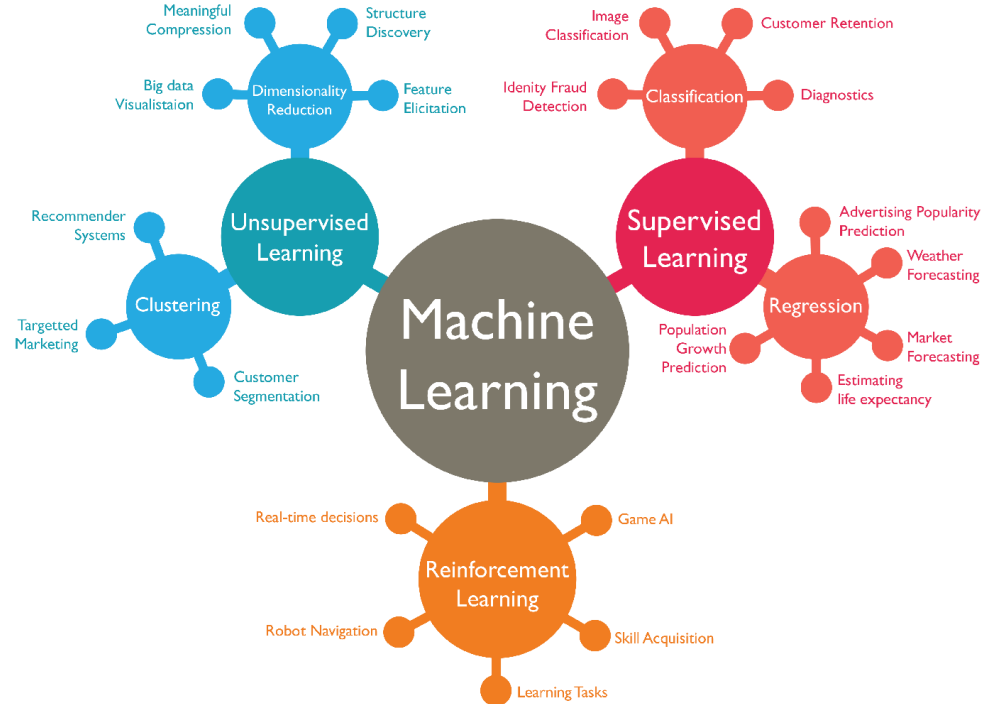 Meaningful
Compression
Structure
Discovery
Big data
Visualistaion
Dimensionality
Reduction
Feature
Elicitation
Image
Classification
Customer Retention
Idenity Fraud
Detection
Classification
Diagnostics
Unsupervised
Learning
Supervised
Learning
Recommender
Systems
Clustering
Targetted
Marketing
Customer
Segmentation
Machine
Learning
Advertising Popularity
Prediction
Weather
Forecasting
Regression
Population
Growth
Prediction
Market
Forecasting
Estimating
life expectancy
Real-time decisions
Game AI
Reinforcement
Learning
Robot Navigation
Skill Acquisition
Learning Tasks